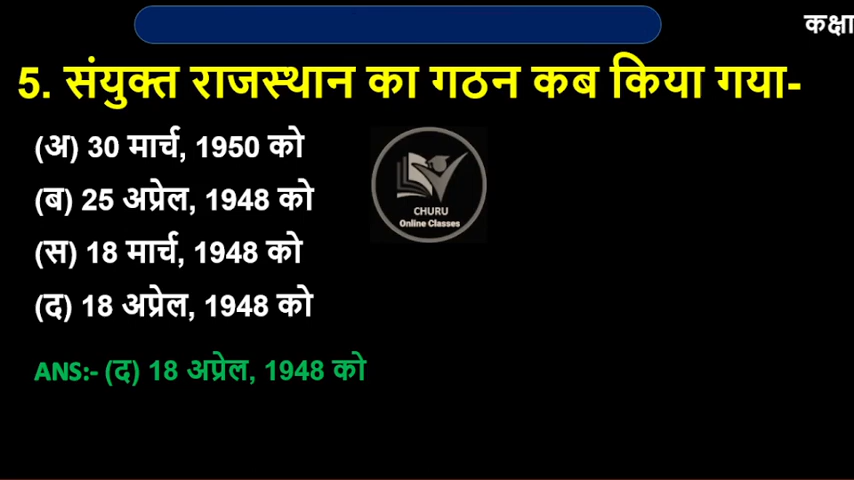 कक्षा
5. संयुक्त राजस्थान का गठन कब किया गया-
(अ) 30 मार्च, 1950 को
(ब) 25 अप्रेल, 1948 को
(स) 18 मार्च, 1948 को
(द) 18 अप्रेल, 1948 को
CHURU
Online Classes
ANS:- (द) 18 अप्रेल, 1948 को